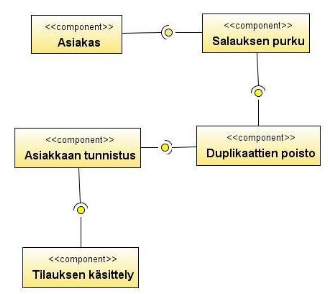 <<component>>
Asiakas
<<component>>
Salauksen purku
<<component>>
Asiakkaan tunnistus
<<component>>
Duplikaattien poisto
<<component>>
Tilauksen käsittely